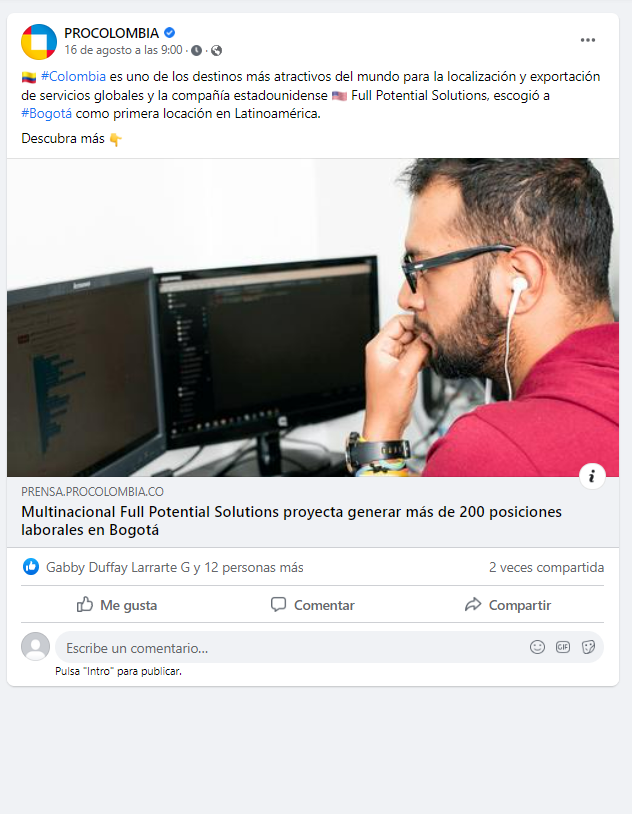 PROCOLOMBIA
16 de agosto a las 9:00 ·
🇨🇴 #Colombia es uno de los destinos más atractivos del mundo para la localización y exportación
de servicios globales y la compañía estadounidense 🇺🇸 Full Potential Solutions, escogió a
#Bogotá como primera locación en Latinoamérica.
Descubra más 👇
lenovo
PRENSA.PROCOLOMBIA.CO
Multinacional Full Potential Solutions proyecta generar más de 200 posiciones
laborales en Bogotá
Gabby Duffay Larrarte G y 12 personas más 2 veces compartida
Me gusta Comentar Compartir
Escribe un comentario... GIF
Pulsa "Intro" para publicar.